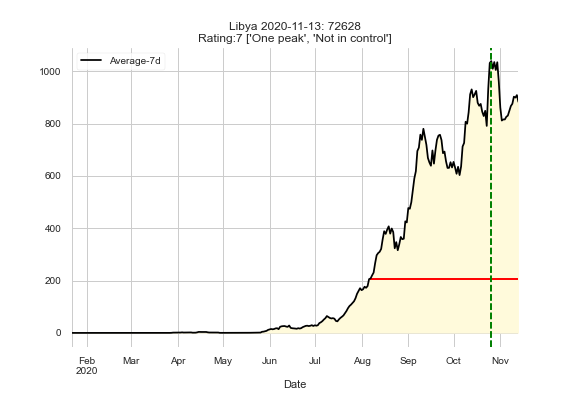 Libya 2020-11-13: 72628
Rating:7 ['One peak', 'Not in control']
Average-7d
1000
800
600
400
200
0
Feb Mar Apr May Jun Jul Aug Sep Oct Nov
2020
Date